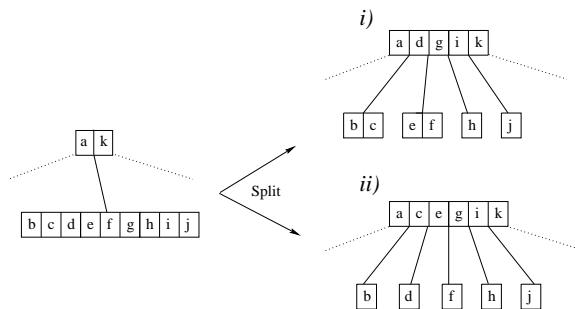 i)
a d g i k
b c e f h j
a k
Split
b c d e f g h i j
ii)
a c e g i k
b d f h j